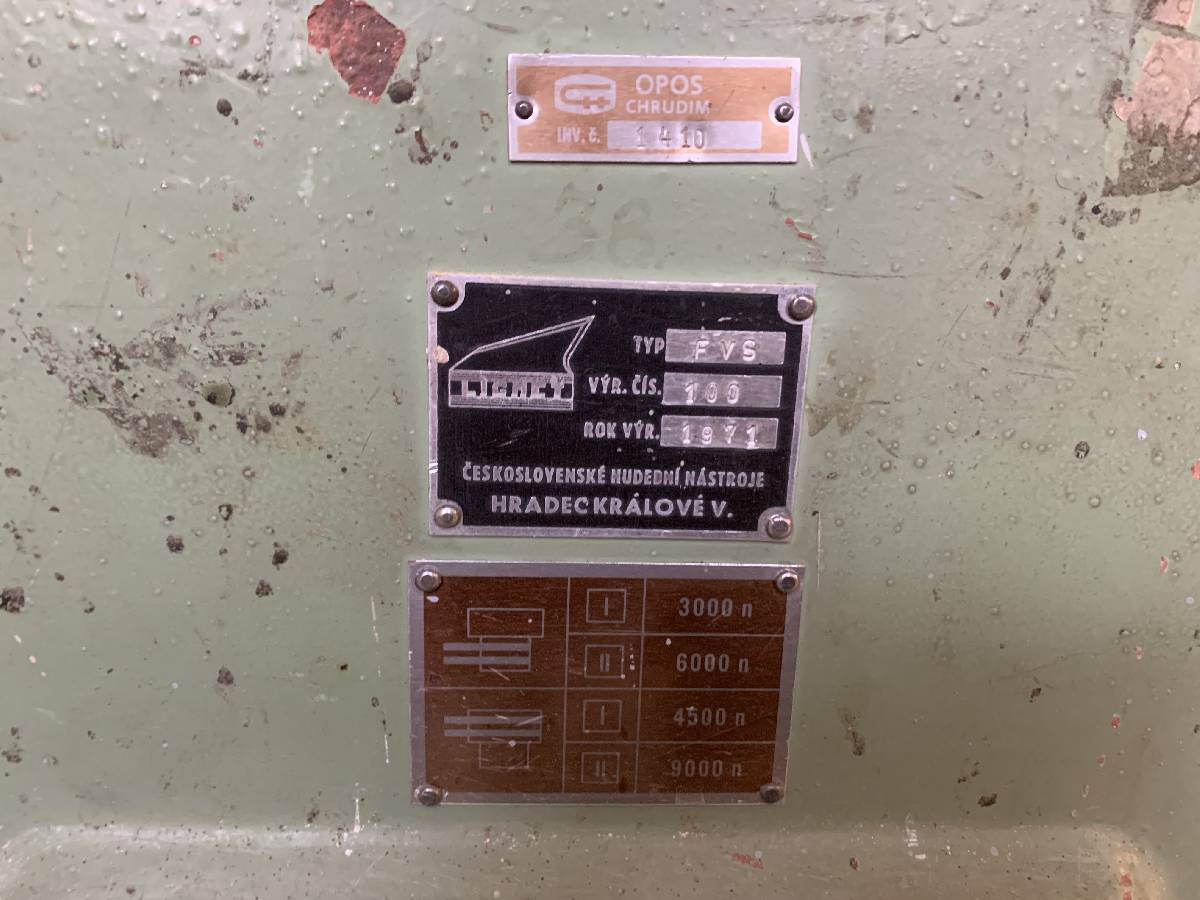 OPOS
CHRUDIM
INV. č. 1410
LIGNET
TYP FVS
VÝR. ČÍS. 100
ROK VÝR. 1971
ČESKOSLOVENSKÉ HUDEBNÍ NÁSTROJE
HRADEC KRÁLOVÉ V.
I 3000 n
II 6000 n
I 4500 n
II 9000 n